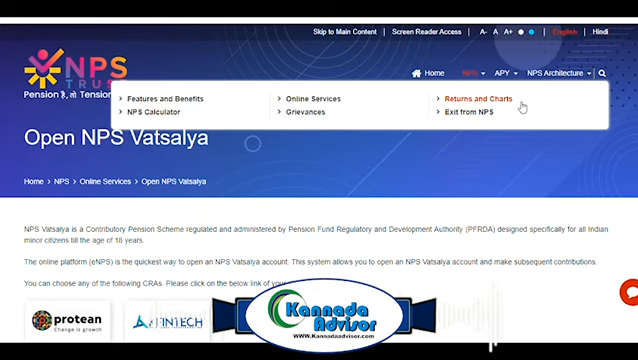 Skip to Main Content | Screen Reader Access | A- A A+ | English | Hindi
NPS
TRUST
Pension है, तो Tension
Home NPS APY NPS Architecture
Features and Benefits Online Services Returns and Charts
NPS Calculator Grievances Exit from NPS
Open NPS Vatsalya
Home > NPS > Online Services > Open NPS Vatsalya
NPS Vatsalya is a Contributory Pension Scheme regulated and administered by Pension Fund Regulatory and Development Authority (PFRDA) designed specifically for all Indian
minor citizens till the age of 18 years.
The online platform (eNPS) is the quickest way to open an NPS Vatsalya account. This system allows you to open an NPS Vatsalya account and make subsequent contributions.
You can choose any of the following CRAs. Please click on the below link of your
protean
Change is growth
KFINTECH
Kannada
Advisor
www.Kannadaadvisor.com